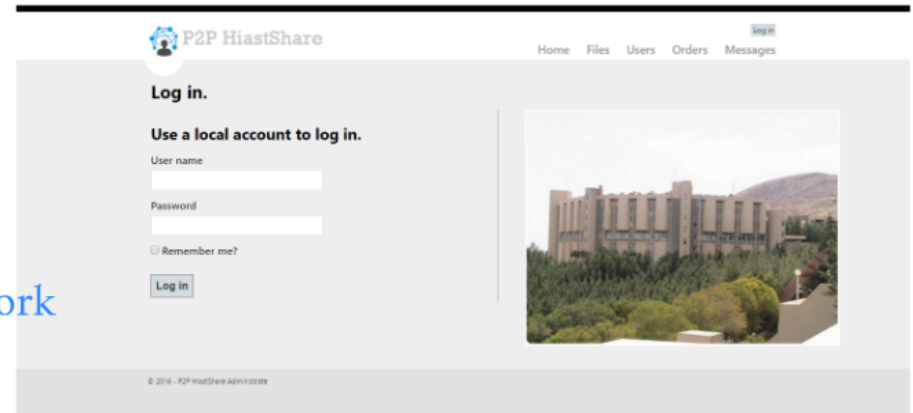 P2P HiastShare
Log in
Home Files Users Orders Messages
Log in.
Use a local account to log in.
User name
Password
Remember me?
Log in
ork
© 2016 - P2P HiastShare Administrate